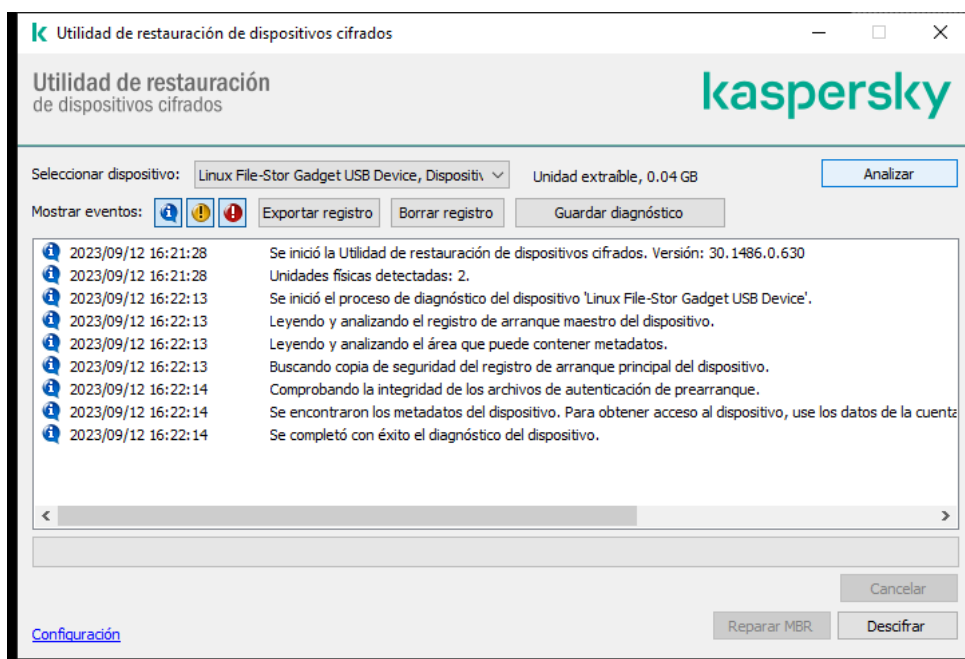 Utilidad de restauración de dispositivos cifrados
Utilidad de restauración
de dispositivos cifrados
kaspersky
Seleccionar dispositivo: Linux File-Stor Gadget USB Device, Dispositiv Unidad extraíble, 0.04 GB Analizar
Mostrar eventos: Exportar registro Borrar registro Guardar diagnóstico
2023/09/12 16:21:28 Se inició la Utilidad de restauración de dispositivos cifrados. Versión: 30.1486.0.630
2023/09/12 16:21:28 Unidades físicas detectadas: 2.
2023/09/12 16:22:13 Se inició el proceso de diagnóstico del dispositivo 'Linux File-Stor Gadget USB Device'.
2023/09/12 16:22:13 Leyendo y analizando el registro de arranque maestro del dispositivo.
2023/09/12 16:22:13 Leyendo y analizando el área que puede contener metadatos.
2023/09/12 16:22:13 Buscando copia de seguridad del registro de arranque principal del dispositivo.
2023/09/12 16:22:14 Comprobando la integridad de los archivos de autenticación de prearranque.
2023/09/12 16:22:14 Se encontraron los metadatos del dispositivo. Para obtener acceso al dispositivo, use los datos de la cuenta
2023/09/12 16:22:14 Se completó con éxito el diagnóstico del dispositivo.
Cancelar
Configuración Reparar MBR Descifrar